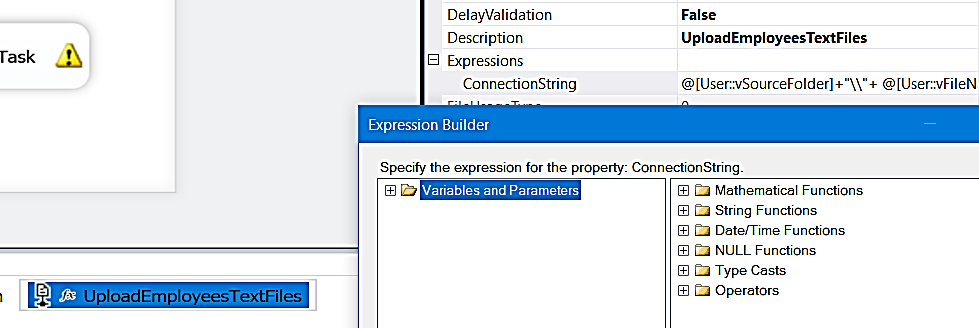 Task
DelayValidation False
Description UploadEmployeesTextFiles
Expressions
ConnectionString @[User::vSourceFolder]+"\\"+ @[User::vFileN
FileUsageType 0
Expression Builder
Specify the expression for the property: ConnectionString.
Variables and Parameters
Mathematical Functions
String Functions
Date/Time Functions
NULL Functions
Type Casts
Operators
UploadEmployeesTextFiles